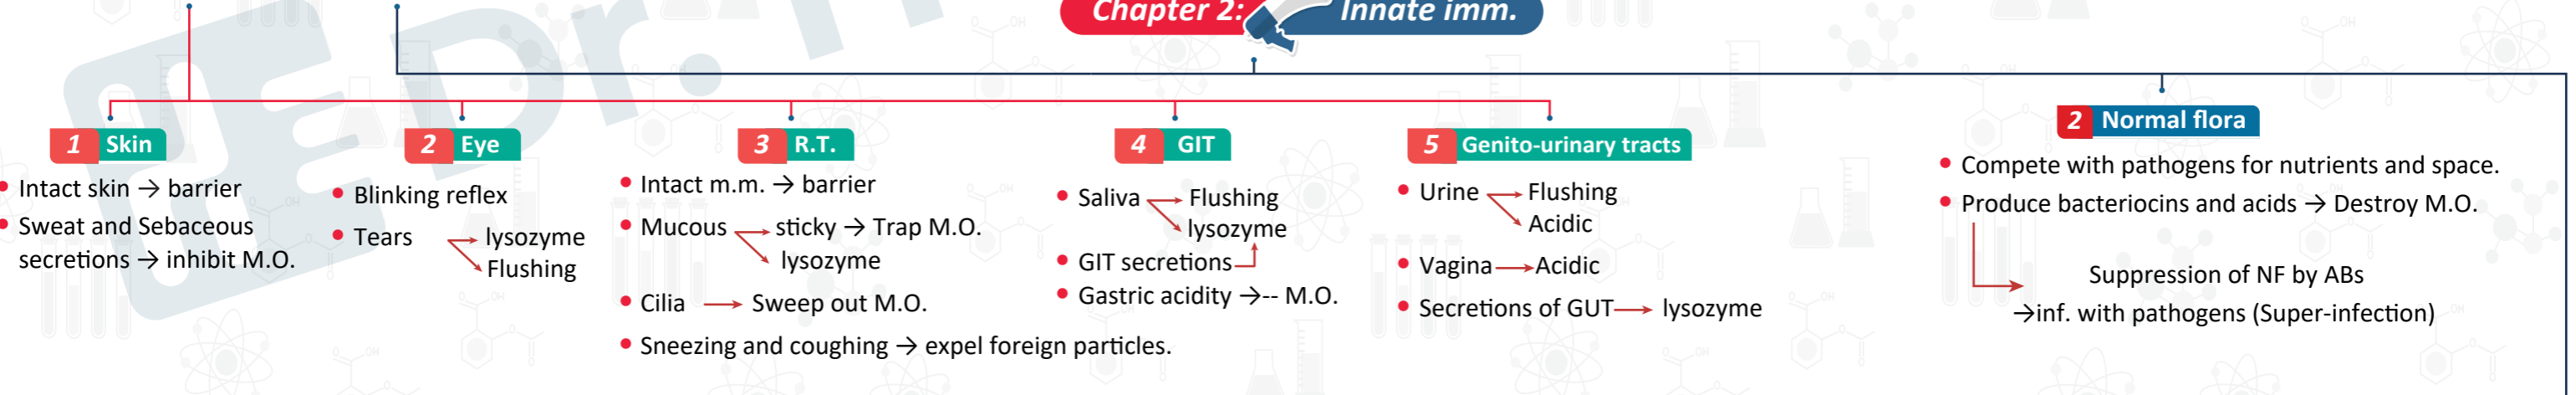 Chapter 2: Innate imm.
1 Skin
• Intact skin → barrier
• Sweat and Sebaceous
secretions → inhibit M.O.
2 Eye
• Blinking reflex
• Tears → lysozyme
→ Flushing
3 R.T.
• Intact m.m. → barrier
• Mucous → sticky → Trap M.O.
→ lysozyme
• Cilia → Sweep out M.O.
• Sneezing and coughing → expel foreign particles.
4 GIT
• Saliva → Flushing
→ lysozyme
• GIT secretions
• Gastric acidity →-- M.O.
5 Genito-urinary tracts
• Urine → Flushing
→ Acidic
• Vagina → Acidic
• Secretions of GUT → lysozyme
2 Normal flora
• Compete with pathogens for nutrients and space.
• Produce bacteriocins and acids → Destroy M.O.
Suppression of NF by ABs
→inf. with pathogens (Super-infection)
Dr.